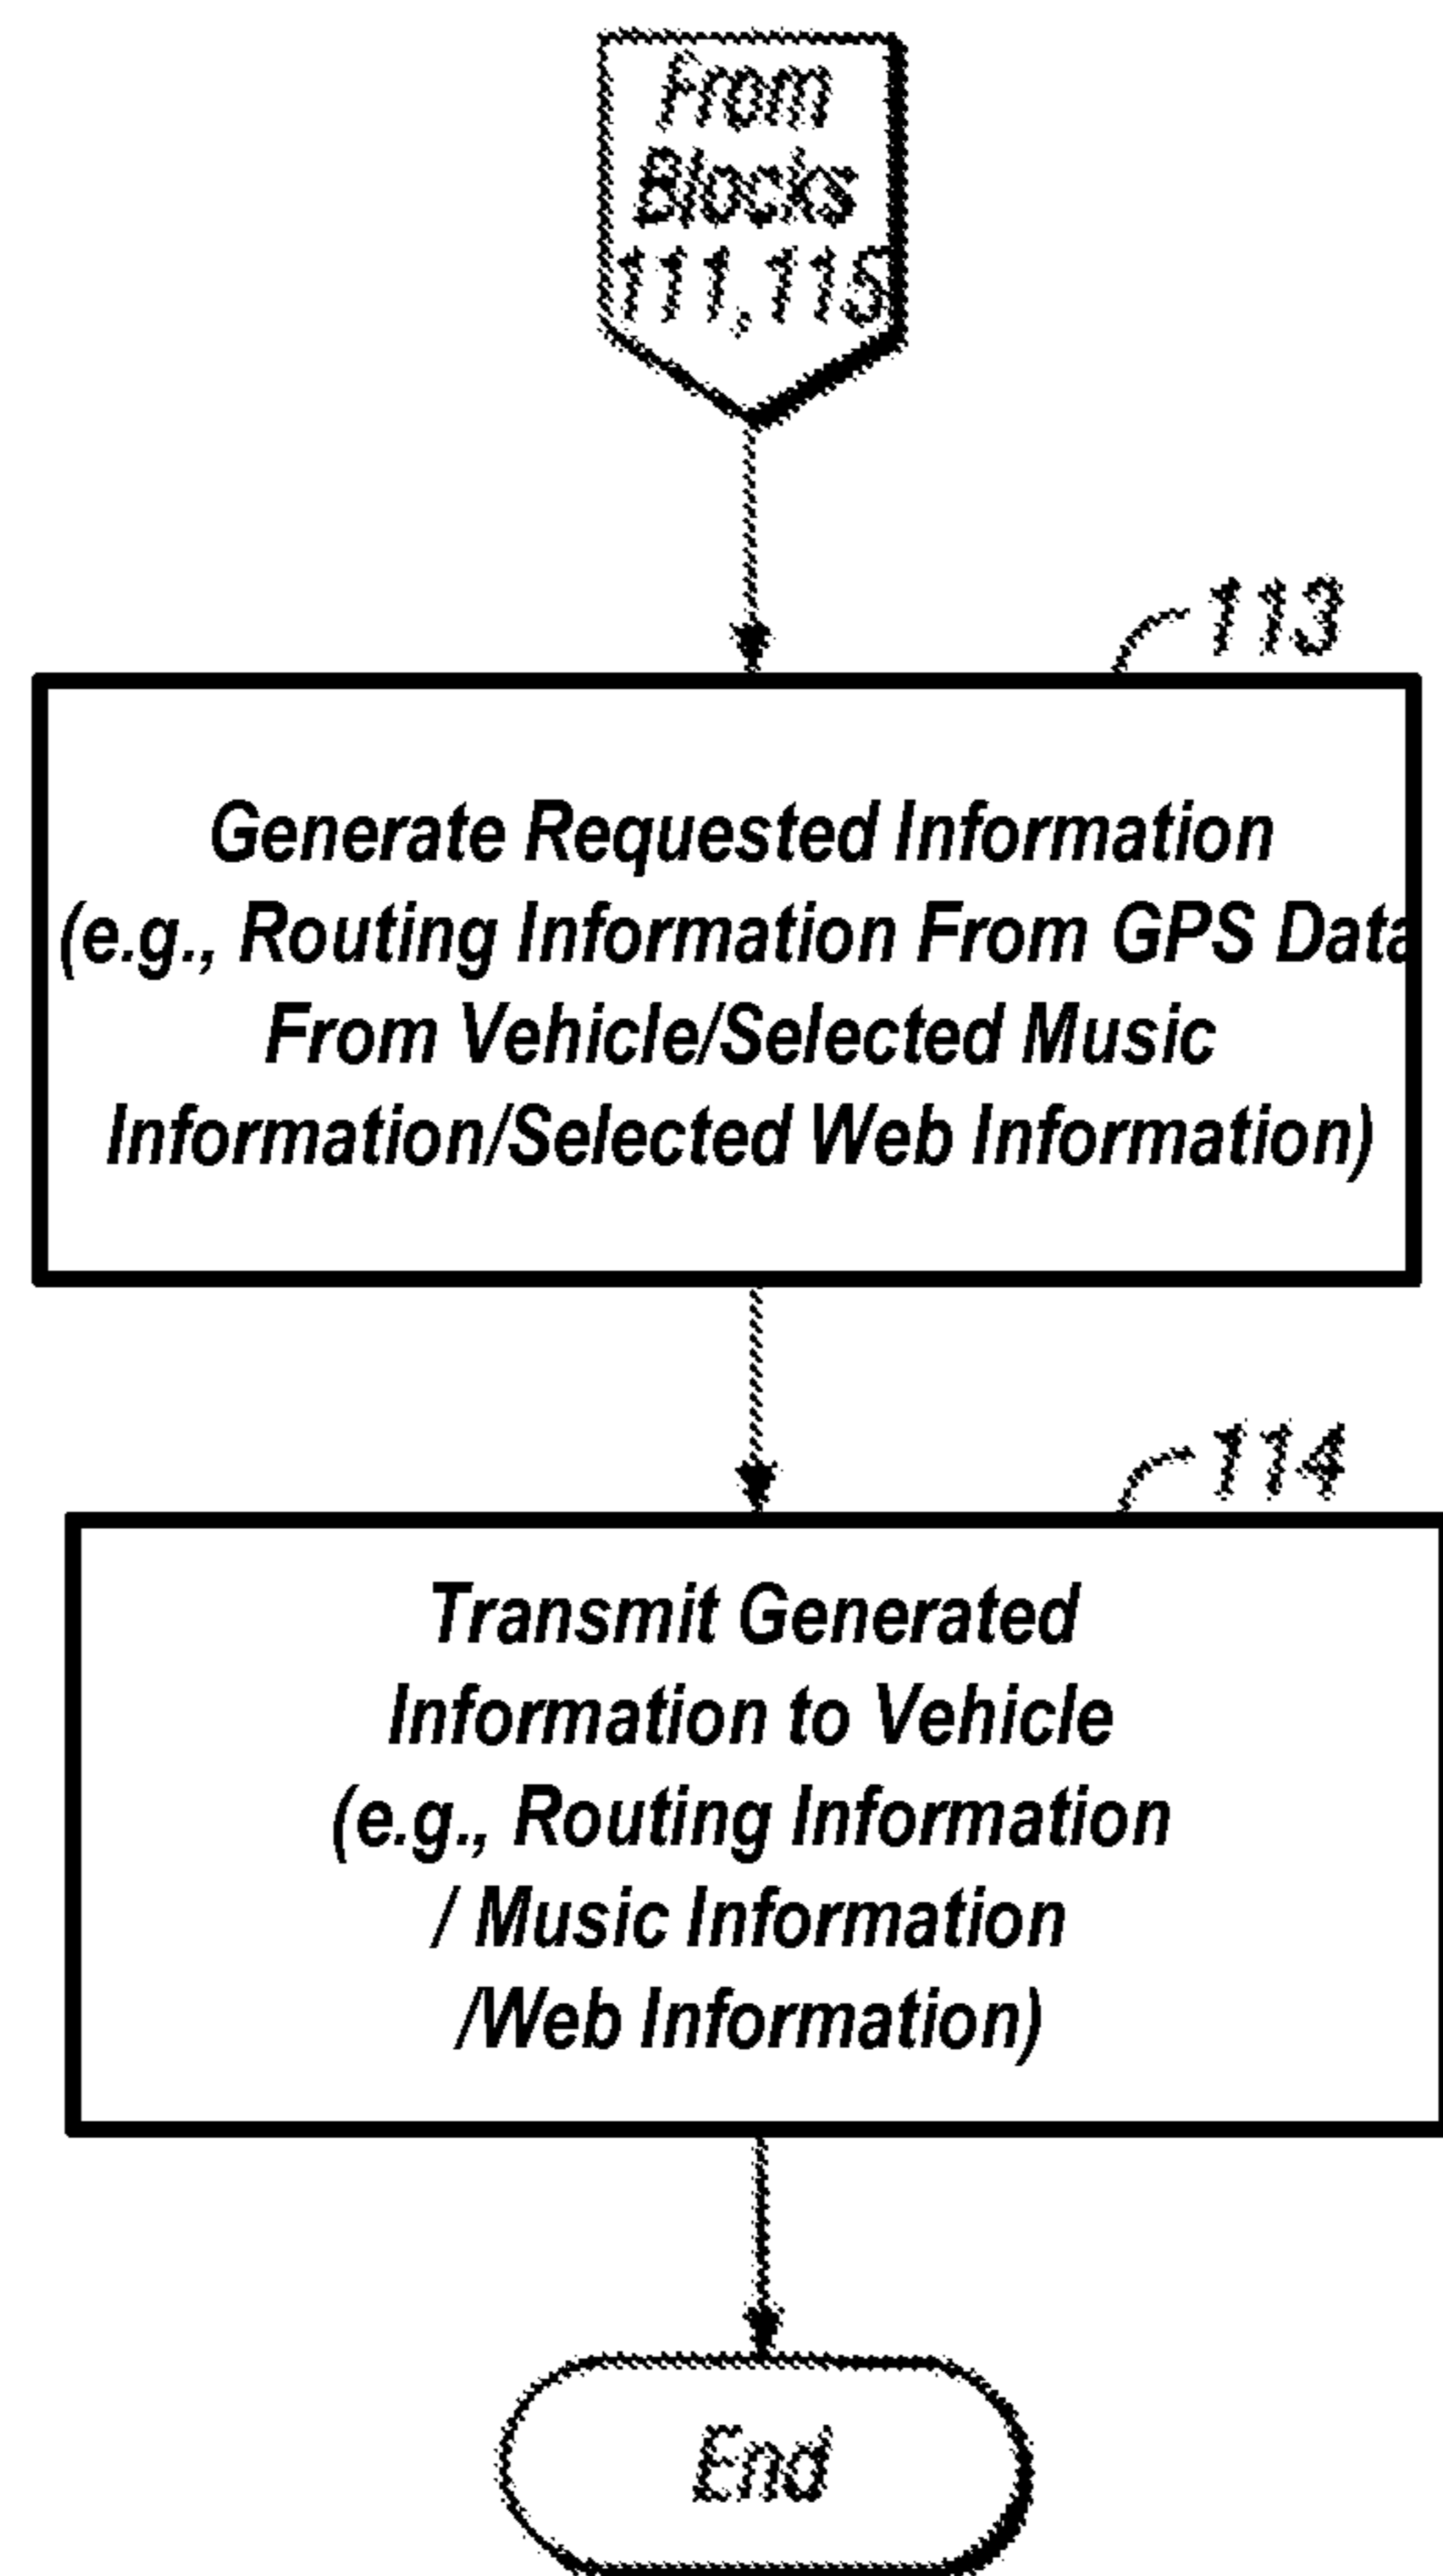 From
Blocks
111,115
113
Generate Requested Information
(e.g., Routing Information From GPS Data
From Vehicle/Selected Music
Information/Selected Web Information)
114
Transmit Generated
Information to Vehicle
(e.g., Routing Information
/ Music Information
/Web Information)
End